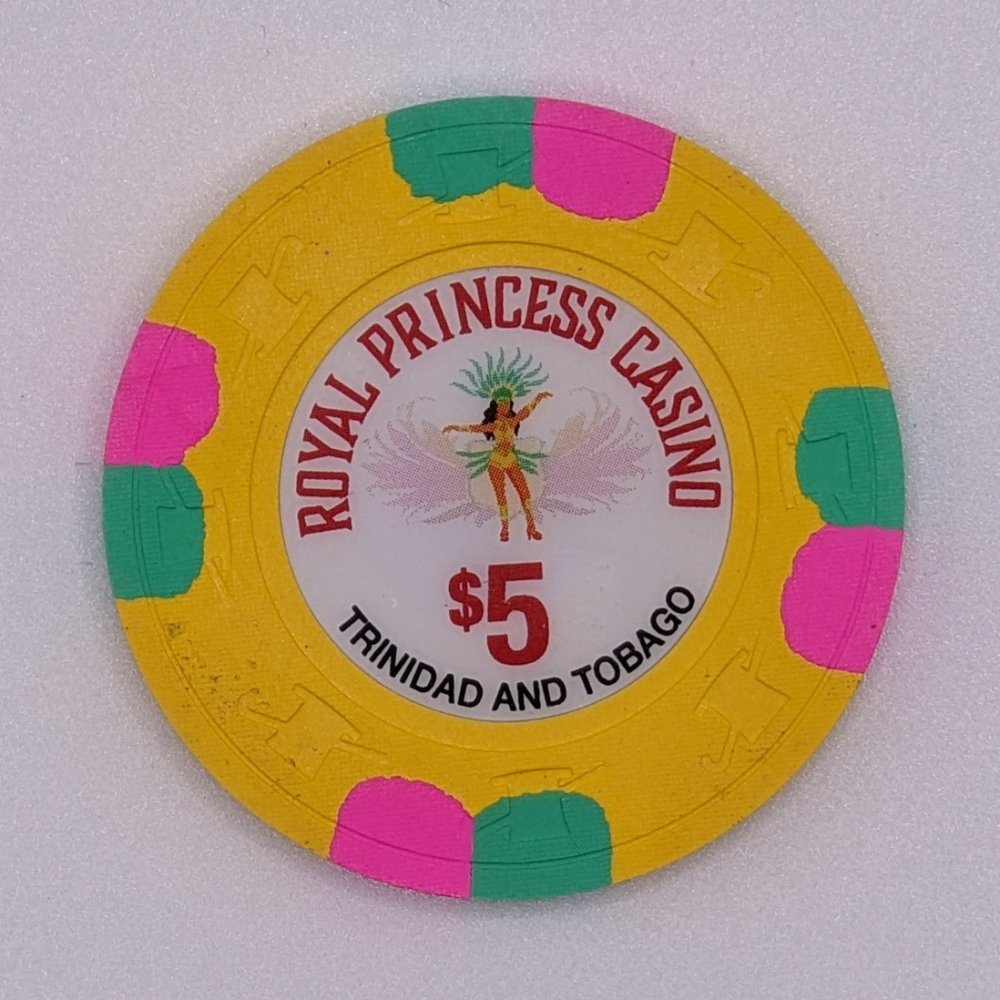 ROYAL PRINCESS CASINO
$5
TRINIDAD AND TOBAGO